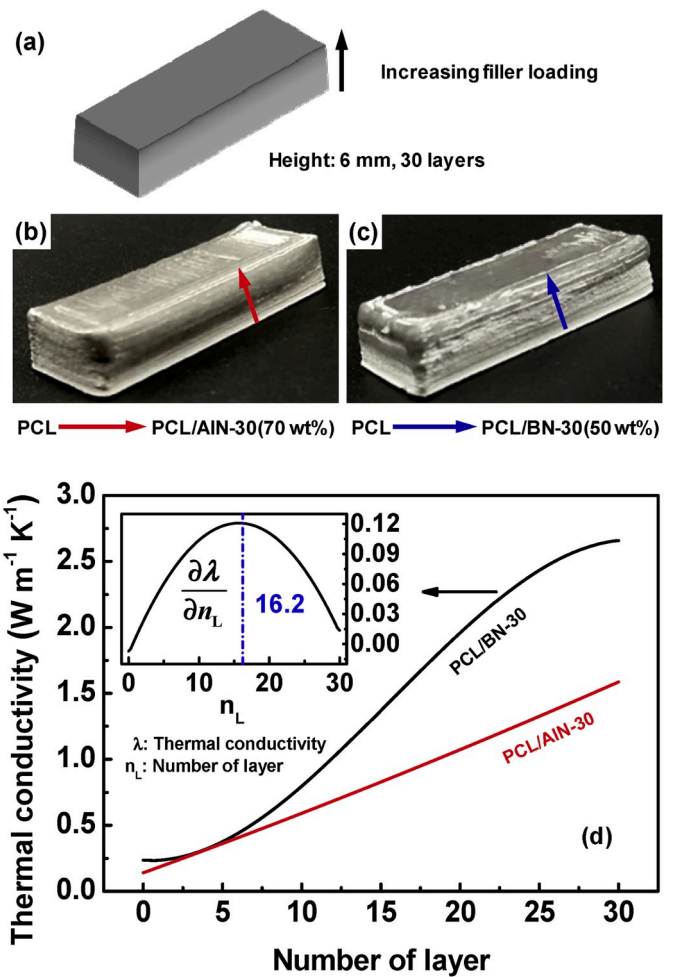 (a)
Increasing filler loading
Height: 6 mm, 30 layers
(b)
(c)
PCL PCL/AlN-30(70 wt%)
PCL PCL/BN-30(50 wt%)
3.0
2.5
2.0
1.5
1.0
0.5
0.0
Thermal conductivity (W m⁻¹ K⁻¹)
0.12
0.09
0.06
0.03
0.00
∂λ
∂n_L
16.2
0 10 20 30
n_L
λ: Thermal conductivity
n_L: Number of layer
PCL/BN-30
PCL/AlN-30
(d)
0 5 10 15 20 25 30
Number of layer